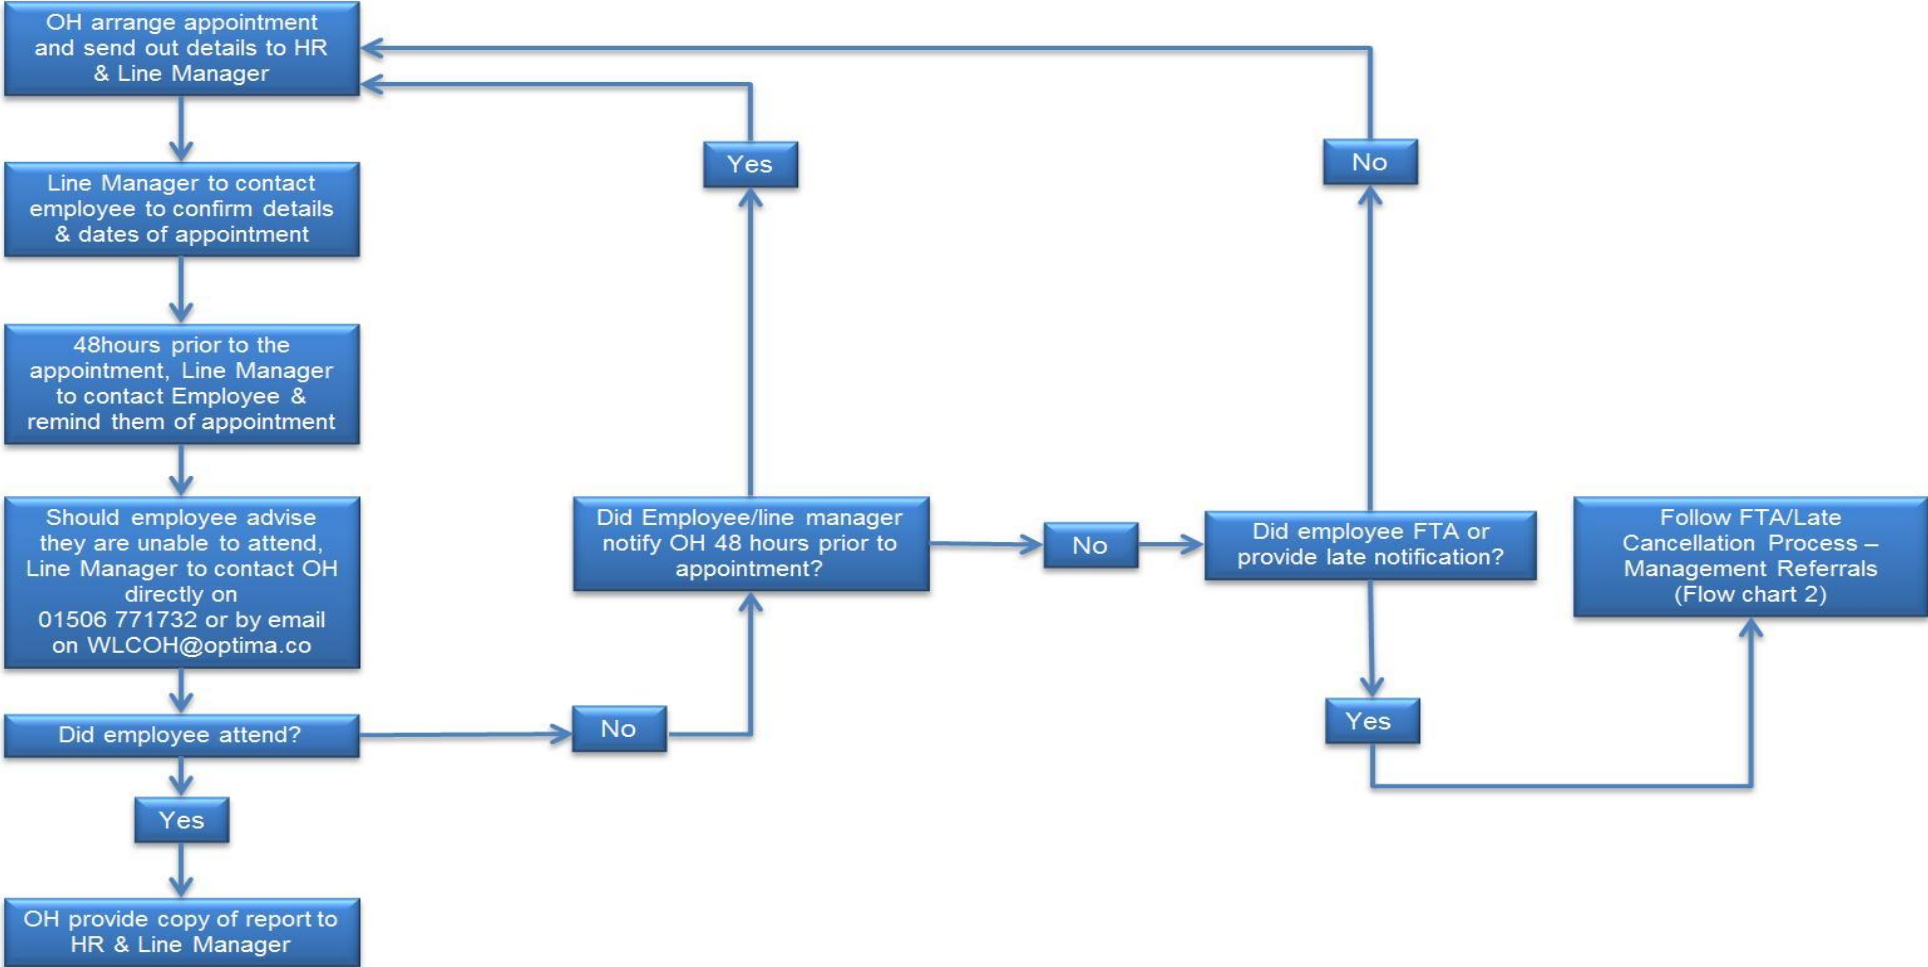 OH arrange appointment
and send out details to HR
& Line Manager
Line Manager to contact
employee to confirm details
& dates of appointment
48hours prior to the
appointment, Line Manager
to contact Employee &
remind them of appointment
Should employee advise
they are unable to attend,
Line Manager to contact OH
directly on
01506 771732 or by email
on WLCOH@optima.co
Did employee attend?
Yes
OH provide copy of report to
HR & Line Manager
No
Did Employee/line manager
notify OH 48 hours prior to
appointment?
Yes
No
Did employee FTA or
provide late notification?
No
Yes
Follow FTA/Late
Cancellation Process –
Management Referrals
(Flow chart 2)